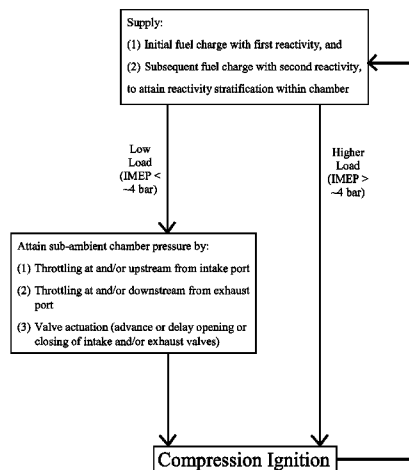 Supply:
(1) Initial fuel charge with first reactivity, and
(2) Subsequent fuel charge with second reactivity,
to attain reactivity stratification within chamber
Low
Load
(IMEP <
~4 bar)
Higher
Load
(IMEP >
~4 bar)
Attain sub-ambient chamber pressure by:
(1) Throttling at and/or upstream from intake port
(2) Throttling at and/or downstream from exhaust
port
(3) Valve actuation (advance or delay opening or
closing of intake and/or exhaust valves)
Compression Ignition